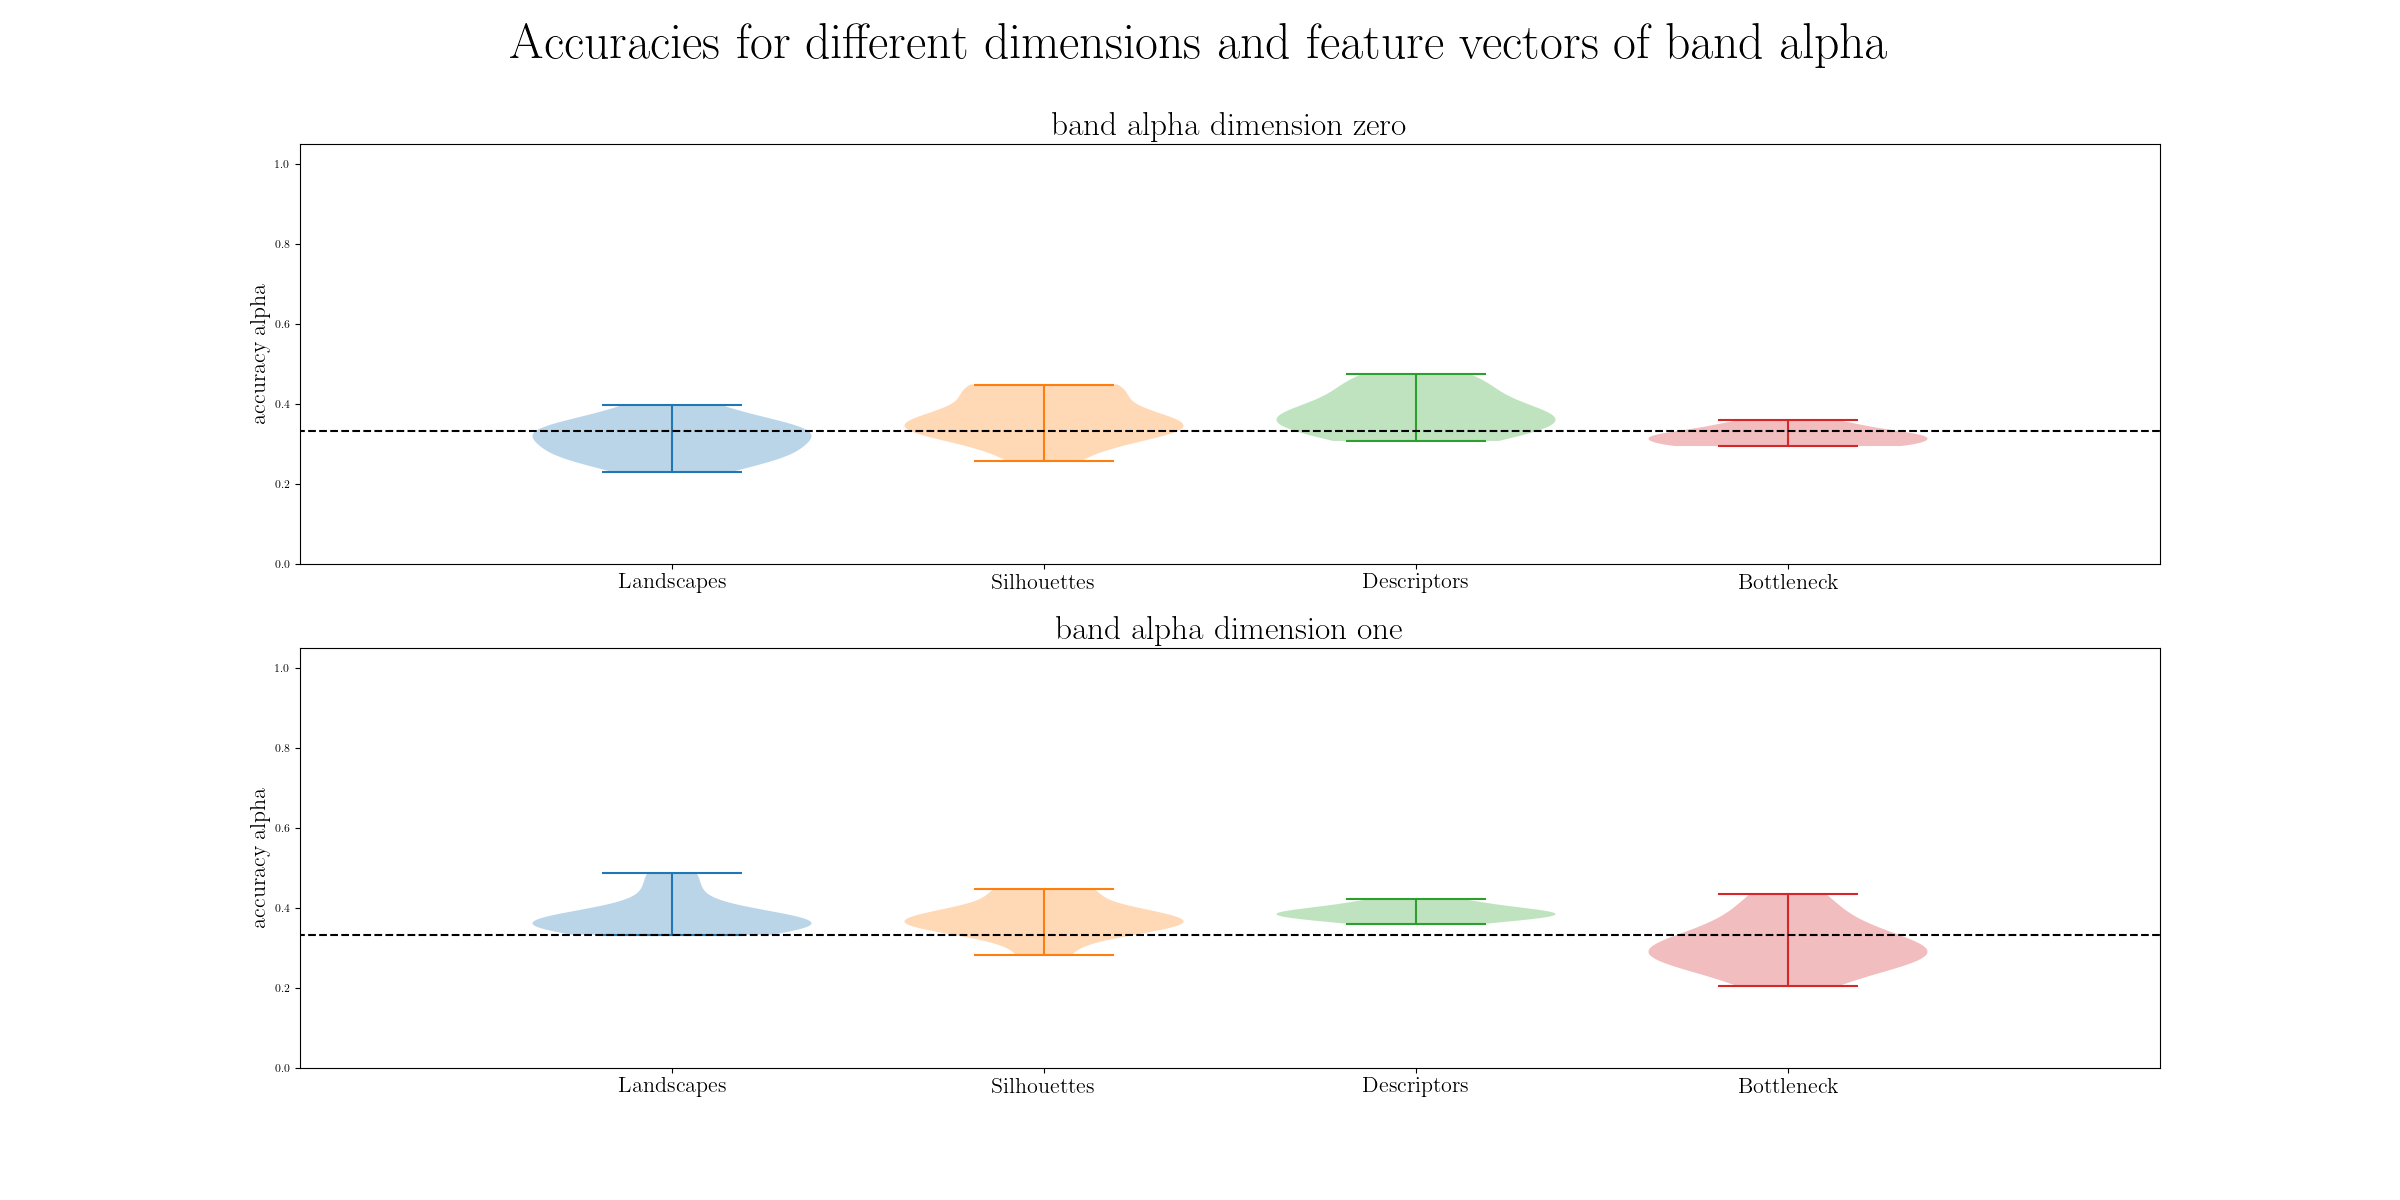 Accuracies for different dimensions and feature vectors of band alpha
band alpha dimension zero
accuracy alpha
1.0
0.8
0.6
0.4
0.2
0.0
Landscapes Silhouettes Descriptors Bottleneck
band alpha dimension one
accuracy alpha
1.0
0.8
0.6
0.4
0.2
0.0
Landscapes Silhouettes Descriptors Bottleneck